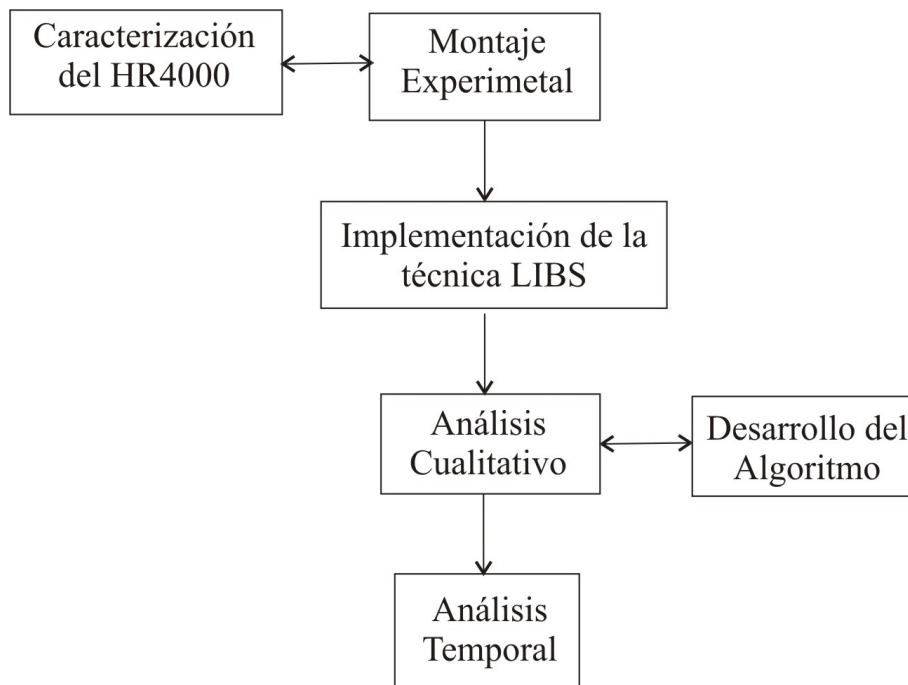 Caracterización
del HR4000
Montaje
Experimetal
Implementación de la
técnica LIBS
Análisis
Cualitativo
Desarrollo del
Algoritmo
Análisis
Temporal